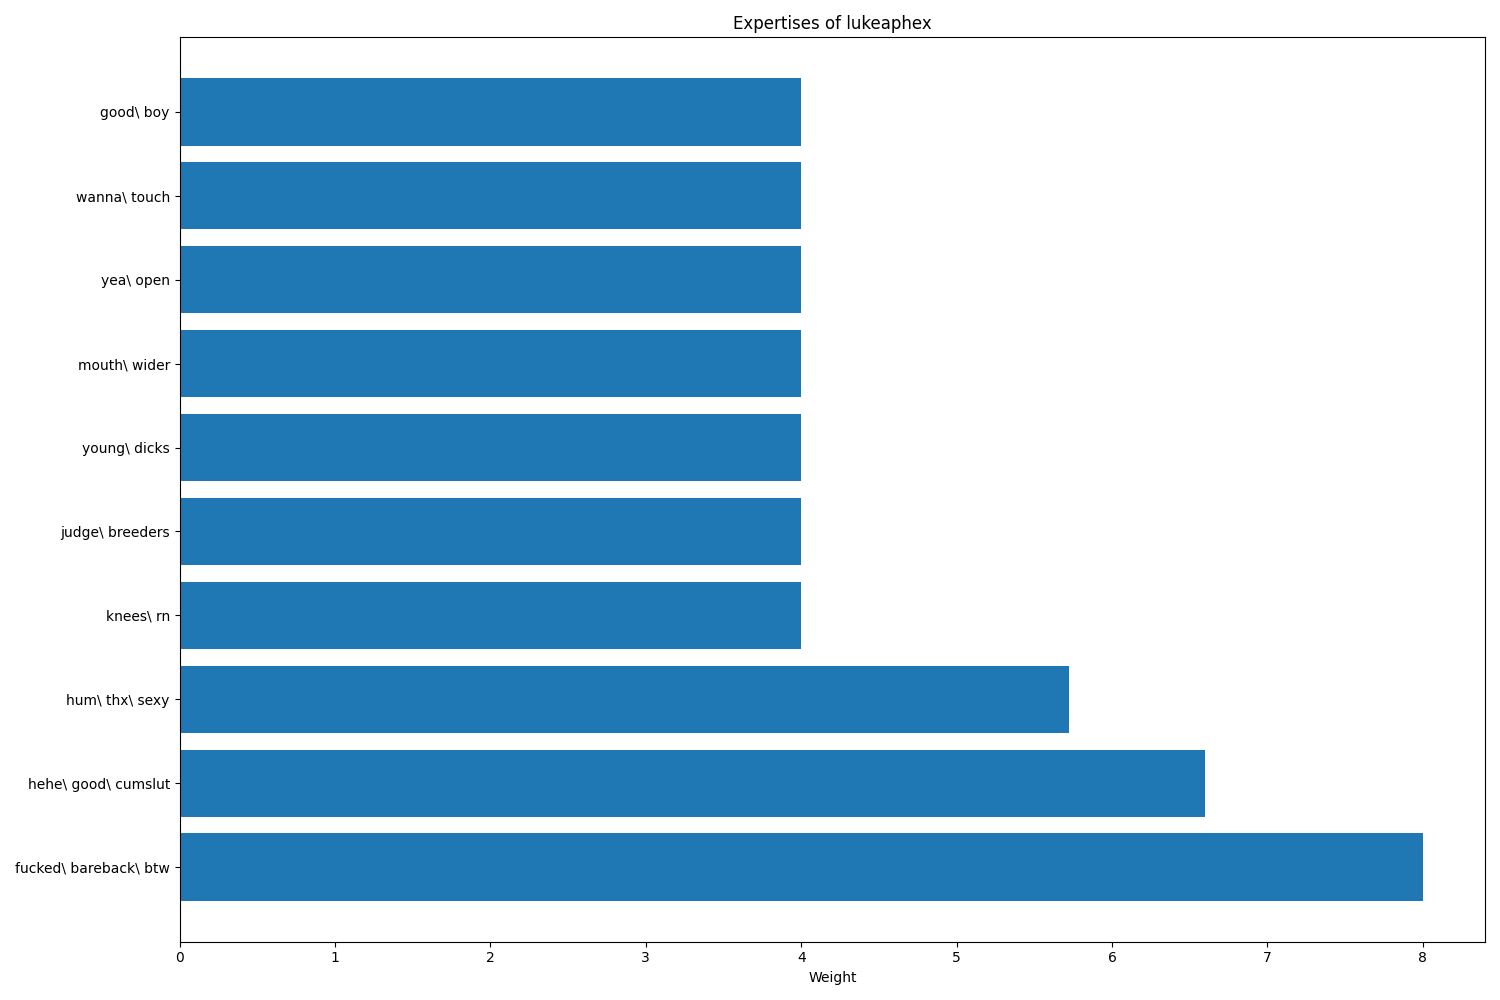 Expertises of lukeaphex
good\ boy
wanna\ touch
yea\ open
mouth\ wider
young\ dicks
judge\ breeders
knees\ rn
hum\ thx\ sexy
hehe\ good\ cumslut
fucked\ bareback\ btw
0 1 2 3 4 5 6 7 8
Weight